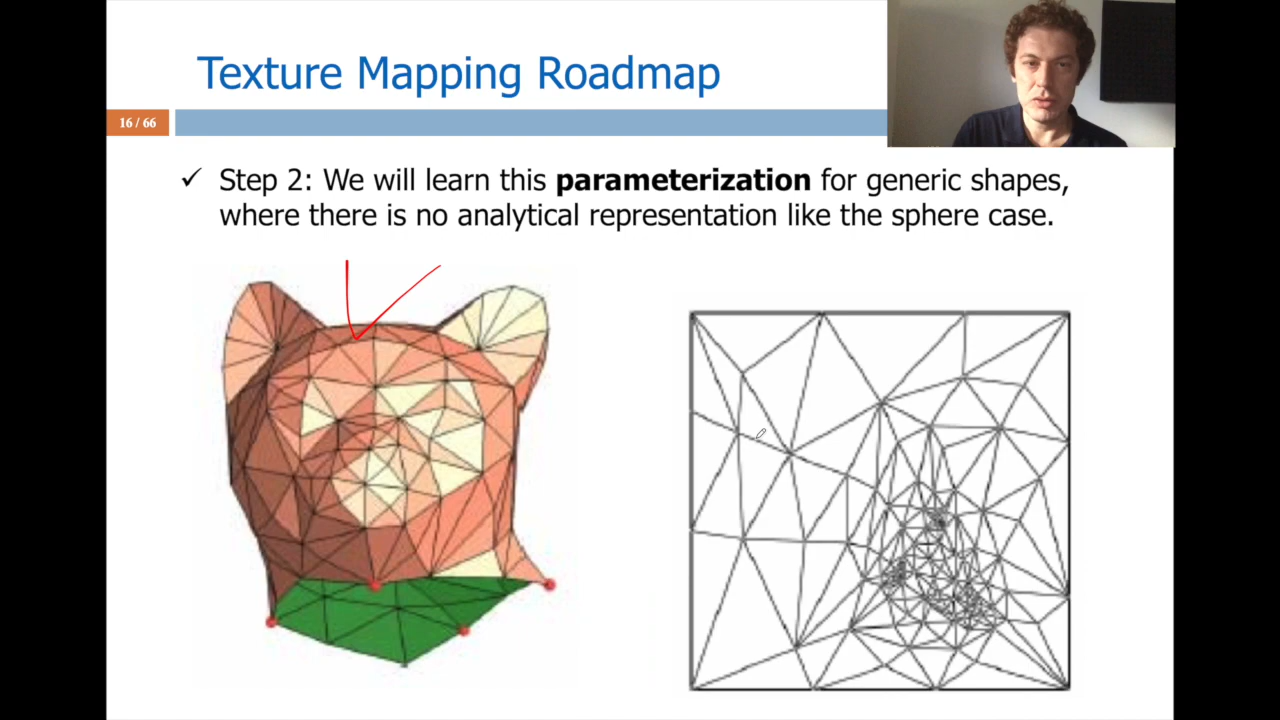 Texture Mapping Roadmap
16 / 66
✓ Step 2: We will learn this parameterization for generic shapes,
where there is no analytical representation like the sphere case.